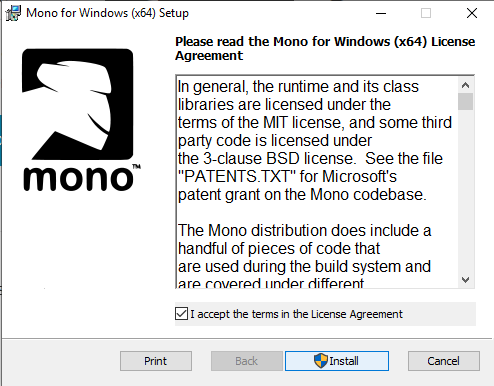 Mono for Windows (x64) Setup
Please read the Mono for Windows (x64) License
Agreement
In general, the runtime and its class
libraries are licensed under the
terms of the MIT license, and some third
party code is licensed under
the 3-clause BSD license.  See the file
"PATENTS.TXT" for Microsoft's
patent grant on the Mono codebase.
The Mono distribution does include a
handful of pieces of code that
are used during the build system and
are covered under different
mono™
I accept the terms in the License Agreement
Print
Back
Install
Cancel